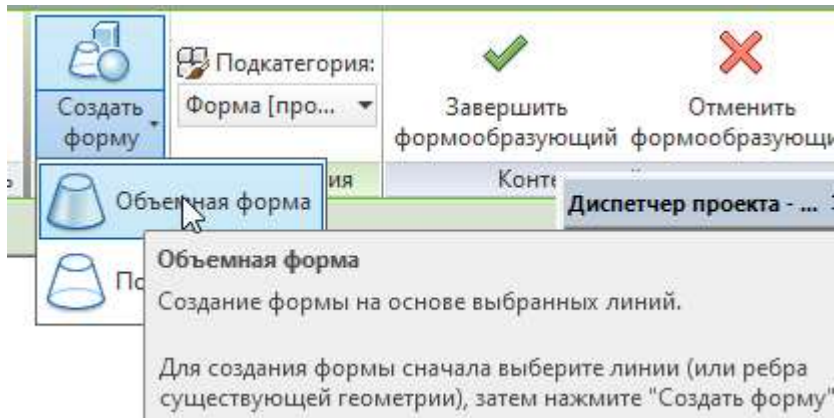 Подкатегория:
Форма [про...
Создать
форму
Завершить
формообразующий
Отменить
формообразующи
ия
Конте
Объемная форма
Диспетчер проекта - ...
По
Объемная форма
Создание формы на основе выбранных линий.
Для создания формы сначала выберите линии (или ребра
существующей геометрии), затем нажмите "Создать форму"